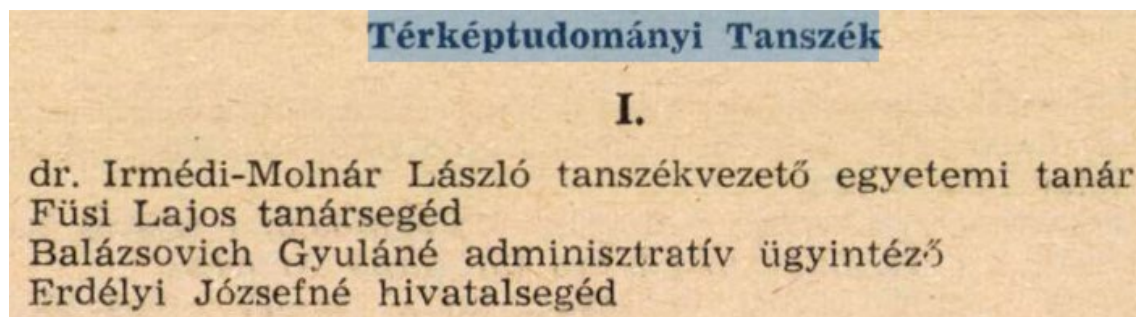 Térképtudományi Tanszék
I.
dr. Irmédi-Molnár László tanszékvezető egyetemi tanár
Füsi Lajos tanársegéd
Balázsovich Gyuláné adminisztratív ügyintéző
Erdélyi Józsefné hivatalsegéd